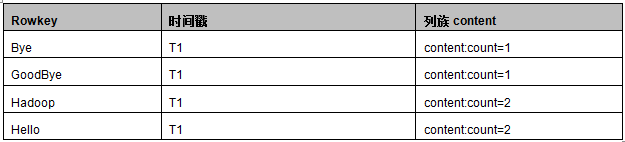 Rowkey 时间戳 列族 content
Bye T1 content:count=1
GoodBye T1 content:count=1
Hadoop T1 content:count=2
Hello T1 content:count=2